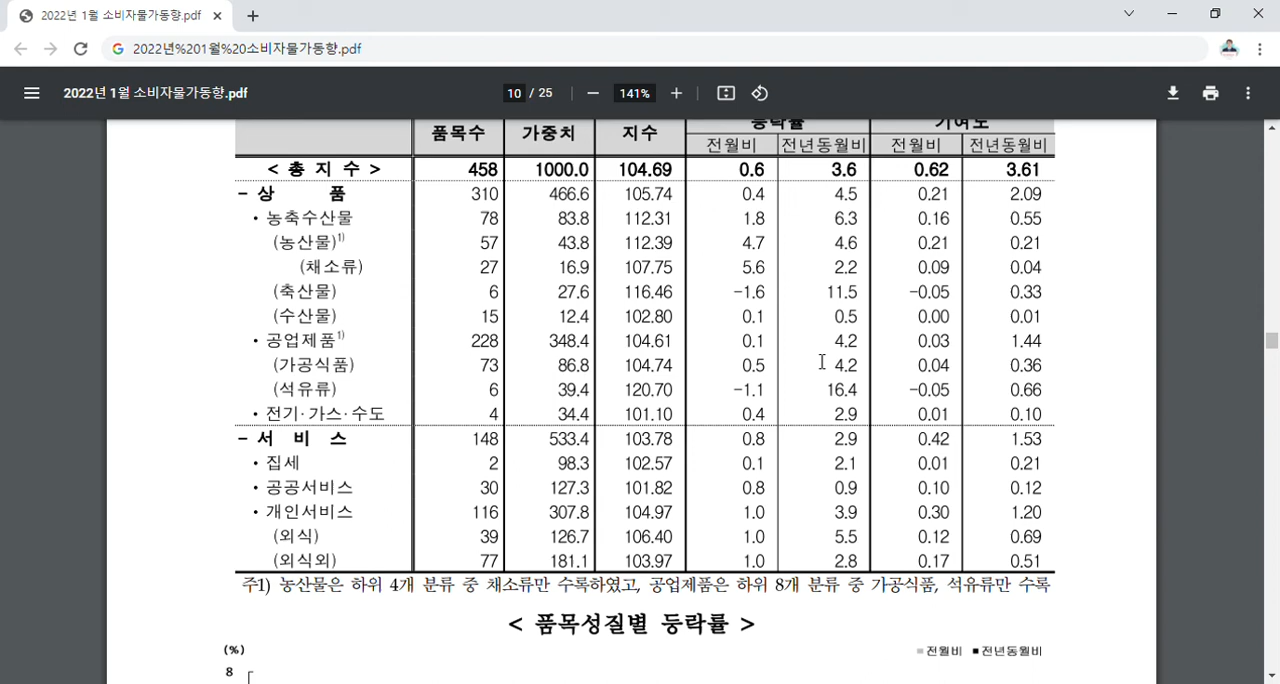 2022년 1월 소비자물가동향.pdf
2022년%201월%20소비자물가동향.pdf
2022년 1월 소비자물가동향.pdf 10 / 25 141%
품목수 가중치 지수 등락률 기여도
전월비 전년동월비 전월비 전년동월비
< 총 지 수 > 458 1000.0 104.69 0.6 3.6 0.62 3.61
- 상 품 310 466.6 105.74 0.4 4.5 0.21 2.09
· 농축수산물 78 83.8 112.31 1.8 6.3 0.16 0.55
(농산물)1) 57 43.8 112.39 4.7 4.6 0.21 0.21
(채소류) 27 16.9 107.75 5.6 2.2 0.09 0.04
(축산물) 6 27.6 116.46 -1.6 11.5 -0.05 0.33
(수산물) 15 12.4 102.80 0.1 0.5 0.00 0.01
· 공업제품1) 228 348.4 104.61 0.1 4.2 0.03 1.44
(가공식품) 73 86.8 104.74 0.5 4.2 0.04 0.36
(석유류) 6 39.4 120.70 -1.1 16.4 -0.05 0.66
· 전기·가스·수도 4 34.4 101.10 0.4 2.9 0.01 0.10
- 서 비 스 148 533.4 103.78 0.8 2.9 0.42 1.53
· 집세 2 98.3 102.57 0.1 2.1 0.01 0.21
· 공공서비스 30 127.3 101.82 0.8 0.9 0.10 0.12
· 개인서비스 116 307.8 104.97 1.0 3.9 0.30 1.20
(외식) 39 126.7 106.40 1.0 5.5 0.12 0.69
(외식외) 77 181.1 103.97 1.0 2.8 0.17 0.51
주1) 농산물은 하위 4개 분류 중 채소류만 수록하였고, 공업제품은 하위 8개 분류 중 가공식품, 석유류만 수록
< 품목성질별 등락률 >
(%) 전월비 전년동월비
8